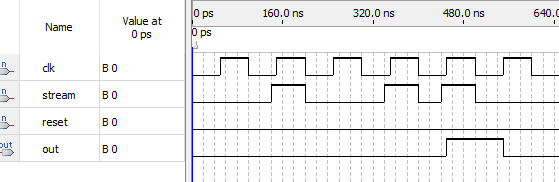 Name
Value at
0 ps
0 ps
160.0 ns
320.0 ns
480.0 ns
640.0
0 ps
n
clk
B 0
stream
B 0
n
reset
B 0
out
out
B 0